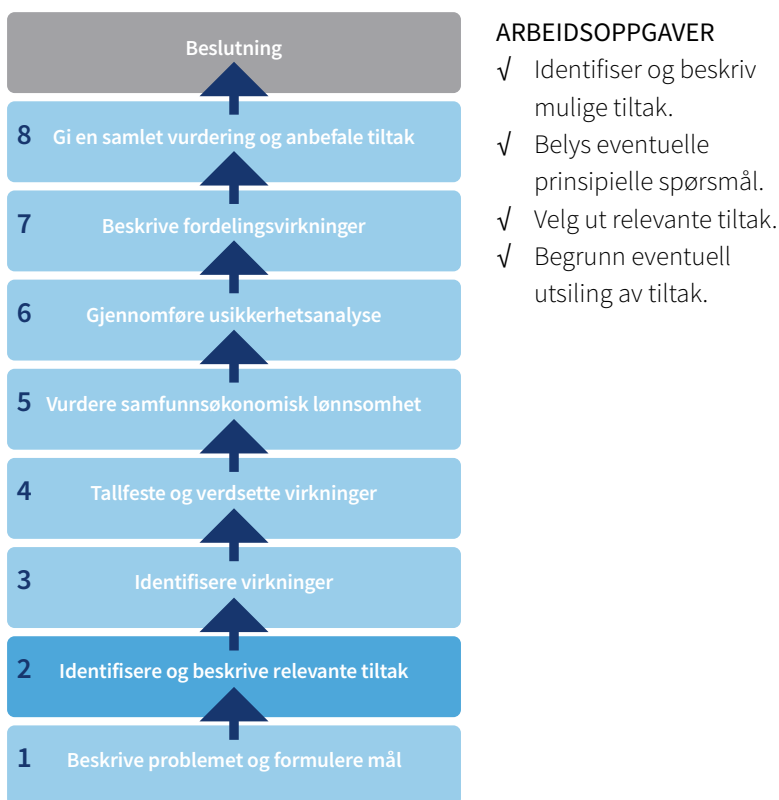 Beslutning
8 Gi en samlet vurdering og anbefale tiltak
7 Beskrive fordelingsvirkninger
6 Gjennomføre usikkerhetsanalyse
5 Vurdere samfunnsøkonomisk lønnsomhet
4 Tallfeste og verdsette virkninger
3 Identifisere virkninger
2 Identifisere og beskrive relevante tiltak
1 Beskrive problemet og formulere mål
ARBEIDSOPPGAVER
√ Identifiser og beskriv
mulige tiltak.
√ Belys eventuelle
prinsipielle spørsmål.
√ Velg ut relevante tiltak.
√ Begrunn eventuell
utsiling av tiltak.